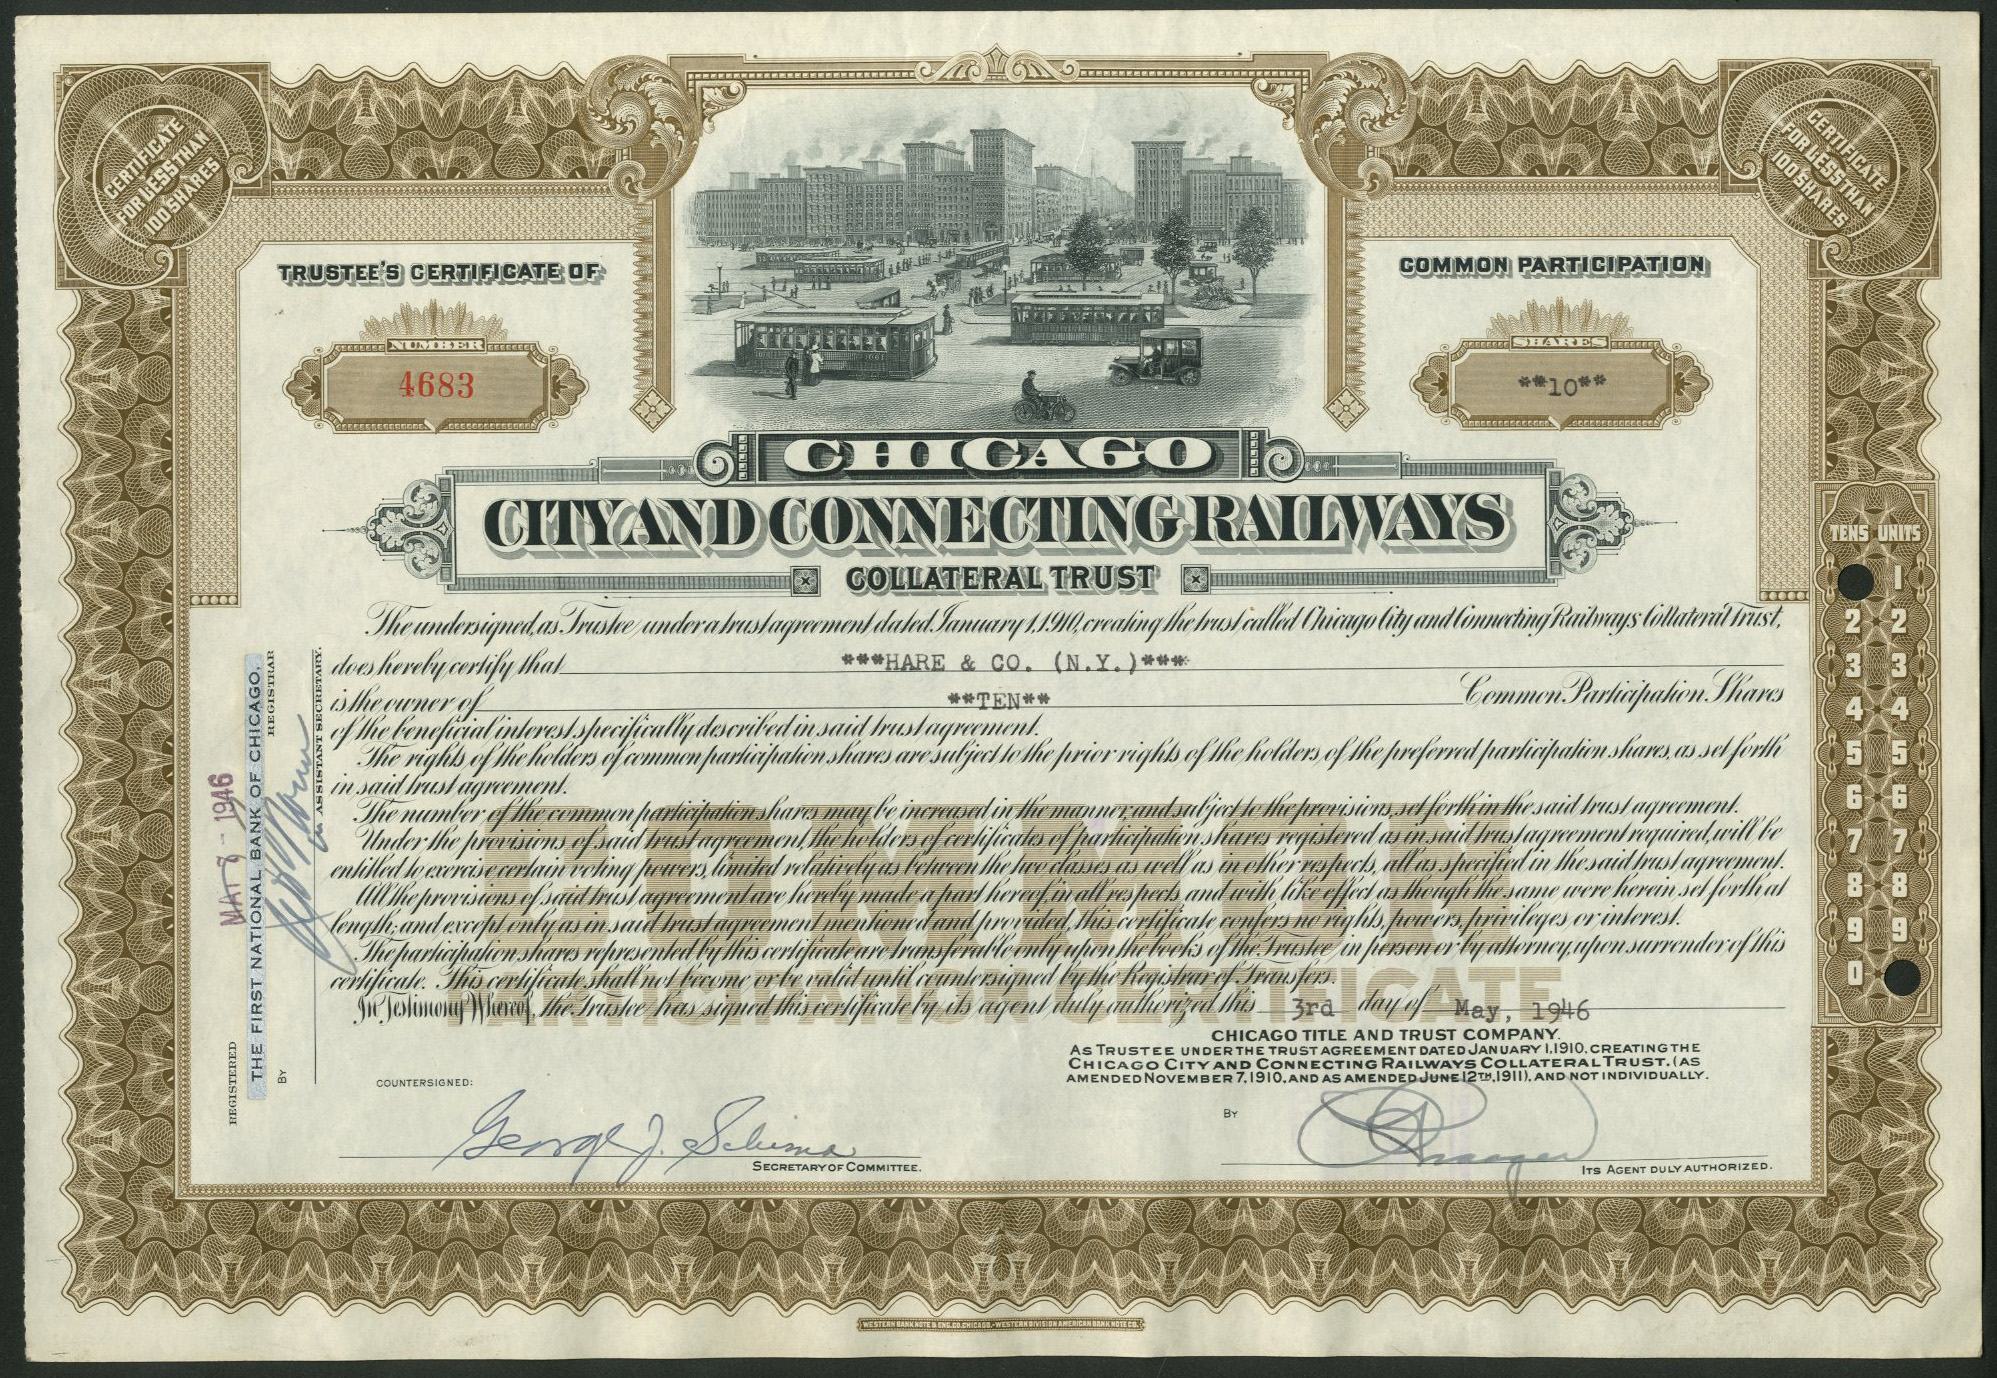 CERTIFICATE
FOR LESS THAN
100 SHARES
CERTIFICATE
FOR LESS THAN
100 SHARES
TRUSTEE'S CERTIFICATE OF
COMMON PARTICIPATION
NUMBER
4683
SHARES
**10**
CHICAGO
CITY AND CONNECTING RAILWAYS
COLLATERAL TRUST
The undersigned, as Trustee under a trust agreement dated January 1, 1910, creating the trust called Chicago City and Connecting Railways Collateral Trust,
does hereby certify that ***HARE & CO. (N.Y.)***
is the owner of **TEN** Common Participation Shares
of the beneficial interest specifically described in said trust agreement.
The rights of the holders of common participation shares are subject to the prior rights of the holders of the preferred participation shares, as set forth
in said trust agreement.
The number of the common participation shares may be increased in the manner, and subject to the provisions, set forth in the said trust agreement.
Under the provisions of said trust agreement, the holders of certificates of participation shares registered as in said trust agreement required, will be
entitled to exercise certain voting powers, limited relatively as between the two classes as well as in other respects, all as specified in the said trust agreement.
All the provisions of said trust agreement are hereby made a part hereof, in all respects and with like effect as though the same were herein set forth at
length; and except only as in said trust agreement mentioned and provided, this certificate confers no rights, powers, privileges or interest.
The participation shares represented by this certificate are transferable only upon the books of the Trustee, in person or by attorney, upon surrender of this
certificate. This certificate shall not become or be valid until countersigned by the Registrar of Transfers.
In Testimony Whereof, the Trustee has signed this certificate by its agent duly authorized this 3rd day of May, 1946
CHICAGO TITLE AND TRUST COMPANY.
AS TRUSTEE UNDER THE TRUST AGREEMENT DATED JANUARY 1, 1910, CREATING THE
CHICAGO CITY AND CONNECTING RAILWAYS COLLATERAL TRUST. (AS
AMENDED NOVEMBER 7, 1910, AND AS AMENDED JUNE 12TH, 1911), AND NOT INDIVIDUALLY.
COUNTERSIGNED:
George J. Schima
SECRETARY OF COMMITTEE.
BY
ITS AGENT DULY AUTHORIZED.
REGISTERED
1946
THE FIRST NATIONAL BANK OF CHICAGO,
REGISTRAR
BY
ASSISTANT SECRETARY.
COMMON
PARTICIPATION CERTIFICATE
TENS UNITS
1
2 2
3 3
4 4
5 5
6 6
7 7
8 8
9 9
0
WESTERN BANK NOTE & ENG. CO. CHICAGO.-WESTERN DIVISION AMERICAN BANK NOTE CO.